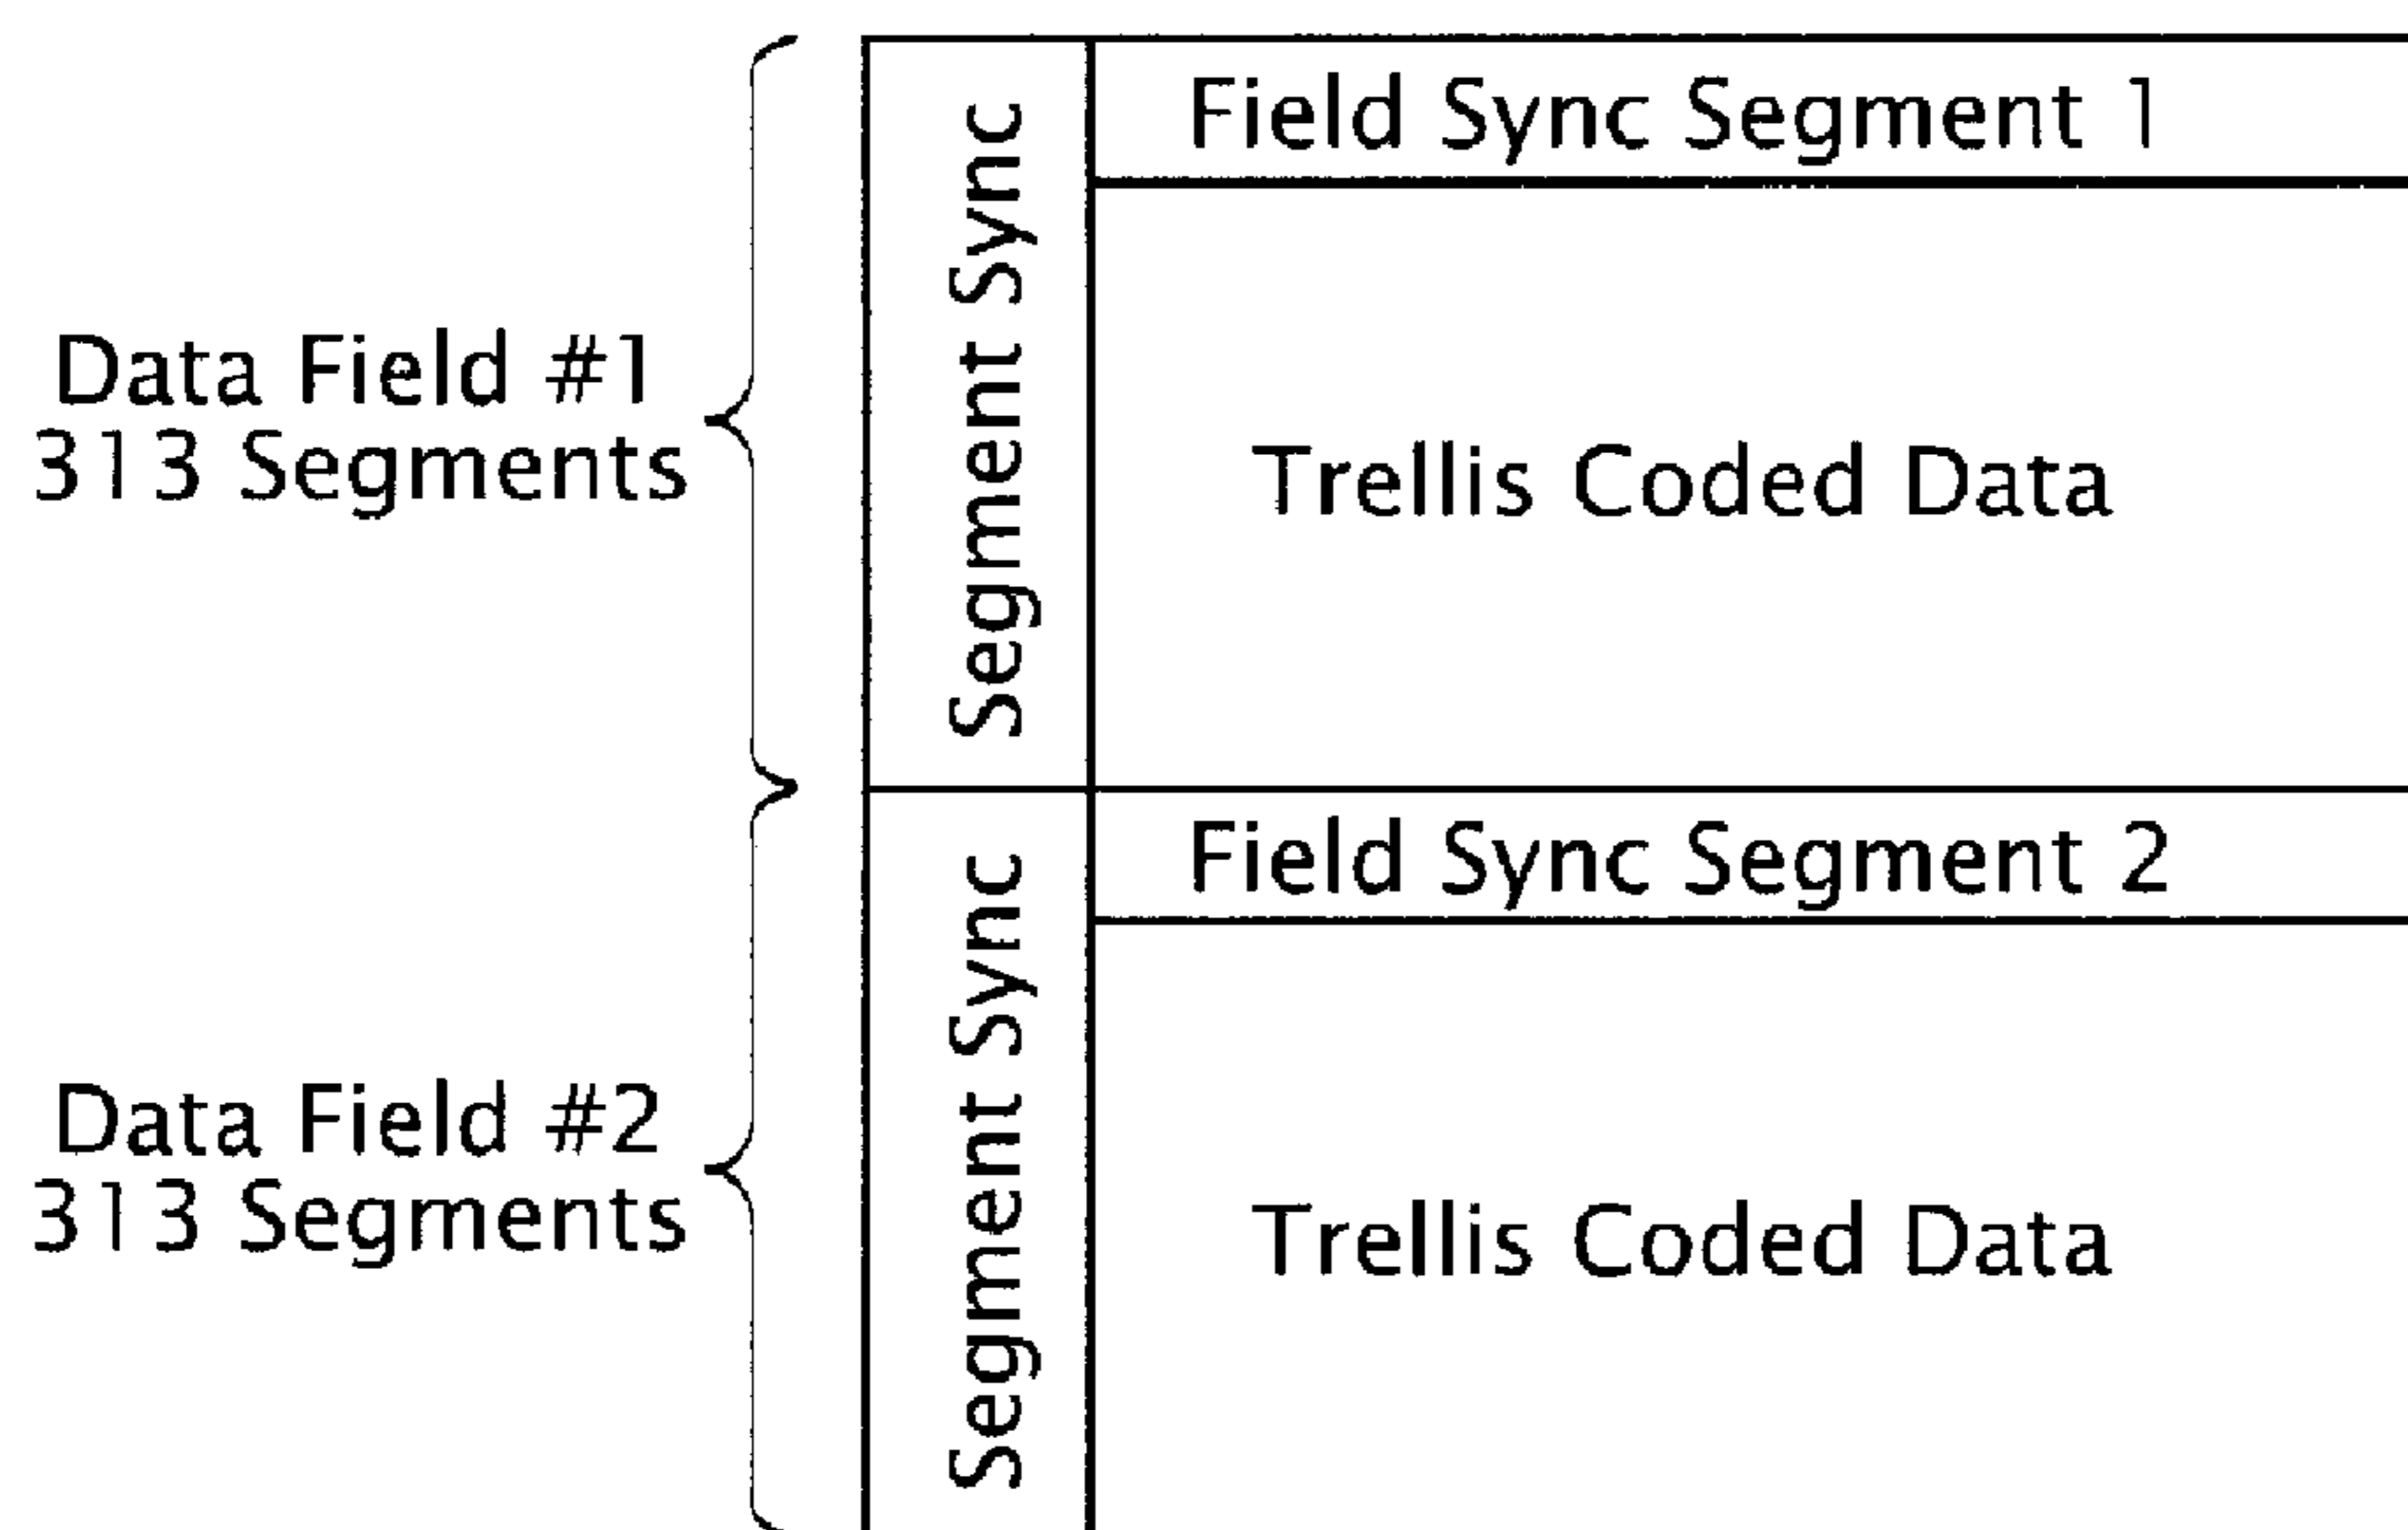 Data Field #1
313 Segments
Segment Sync
Field Sync Segment 1
Trellis Coded Data
Data Field #2
313 Segments
Segment Sync
Field Sync Segment 2
Trellis Coded Data